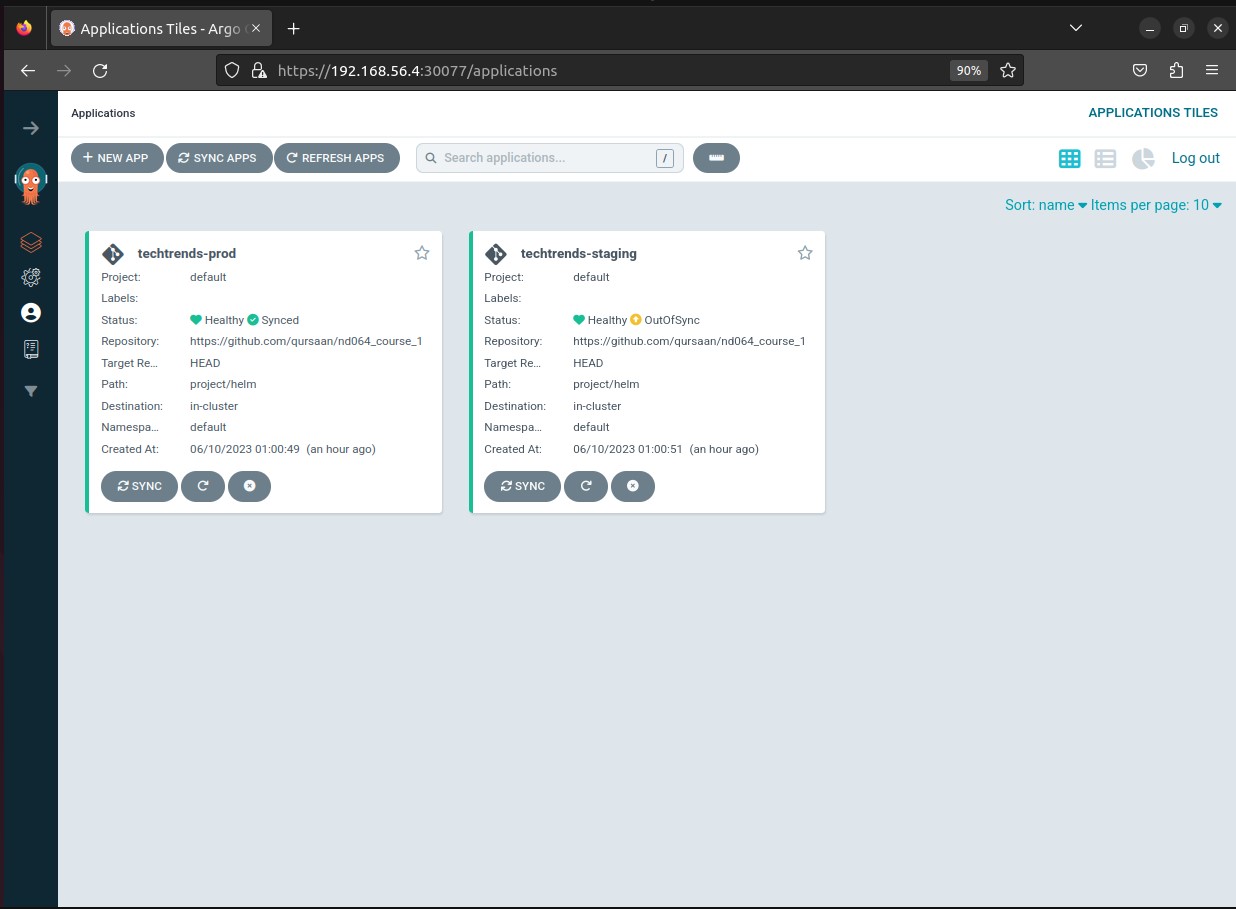 Applications Tiles - Argo
https://192.168.56.4:30077/applications
90%
Applications
APPLICATIONS TILES
+ NEW APP
SYNC APPS
REFRESH APPS
Search applications...
/
Log out
Sort: name
Items per page: 10
techtrends-prod
Project: default
Labels:
Status: Healthy Synced
Repository: https://github.com/qursaan/nd064_course_1
Target Re... HEAD
Path: project/helm
Destination: in-cluster
Namespa... default
Created At: 06/10/2023 01:00:49 (an hour ago)
SYNC
techtrends-staging
Project: default
Labels:
Status: Healthy OutOfSync
Repository: https://github.com/qursaan/nd064_course_1
Target Re... HEAD
Path: project/helm
Destination: in-cluster
Namespa... default
Created At: 06/10/2023 01:00:51 (an hour ago)
SYNC